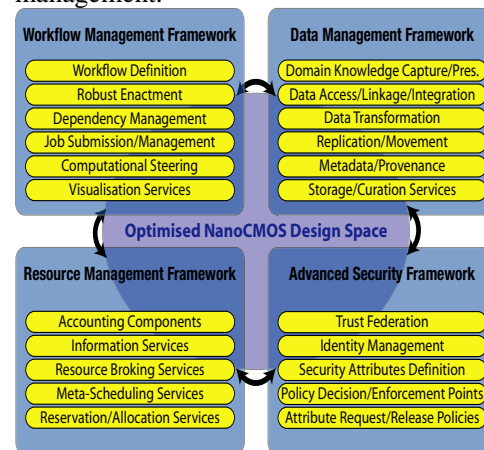 management.
Workflow Management Framework
Workflow Definition
Robust Enactment
Dependency Management
Job Submission/Management
Computational Steering
Visualisation Services
Data Management Framework
Domain Knowledge Capture/Pres.
Data Access/Linkage/Integration
Data Transformation
Replication/Movement
Metadata/Provenance
Storage/Curation Services
Optimised NanoCMOS Design Space
Resource Management Framework
Accounting Components
Information Services
Resource Broking Services
Meta-Scheduling Services
Reservation/Allocation Services
Advanced Security Framework
Trust Federation
Identity Management
Security Attributes Definition
Policy Decision/Enforcement Points
Attribute Request/Release Policies